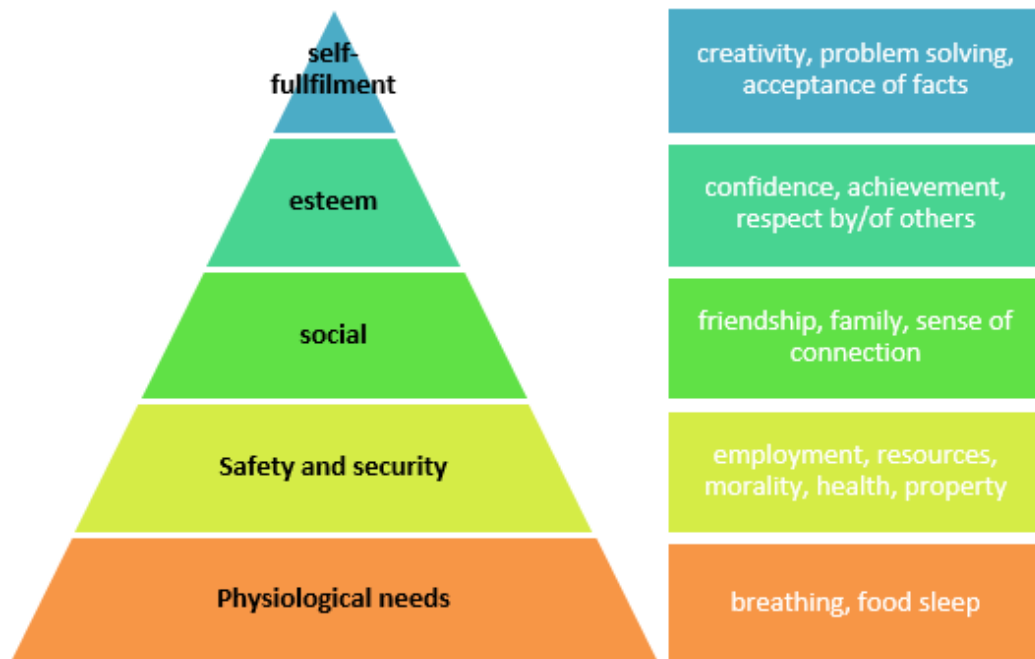 self-
fullfilment
creativity, problem solving,
acceptance of facts
esteem
confidence, achievement,
respect by/of others
social
friendship, family, sense of
connection
Safety and security
employment, resources,
morality, health, property
Physiological needs
breathing, food sleep